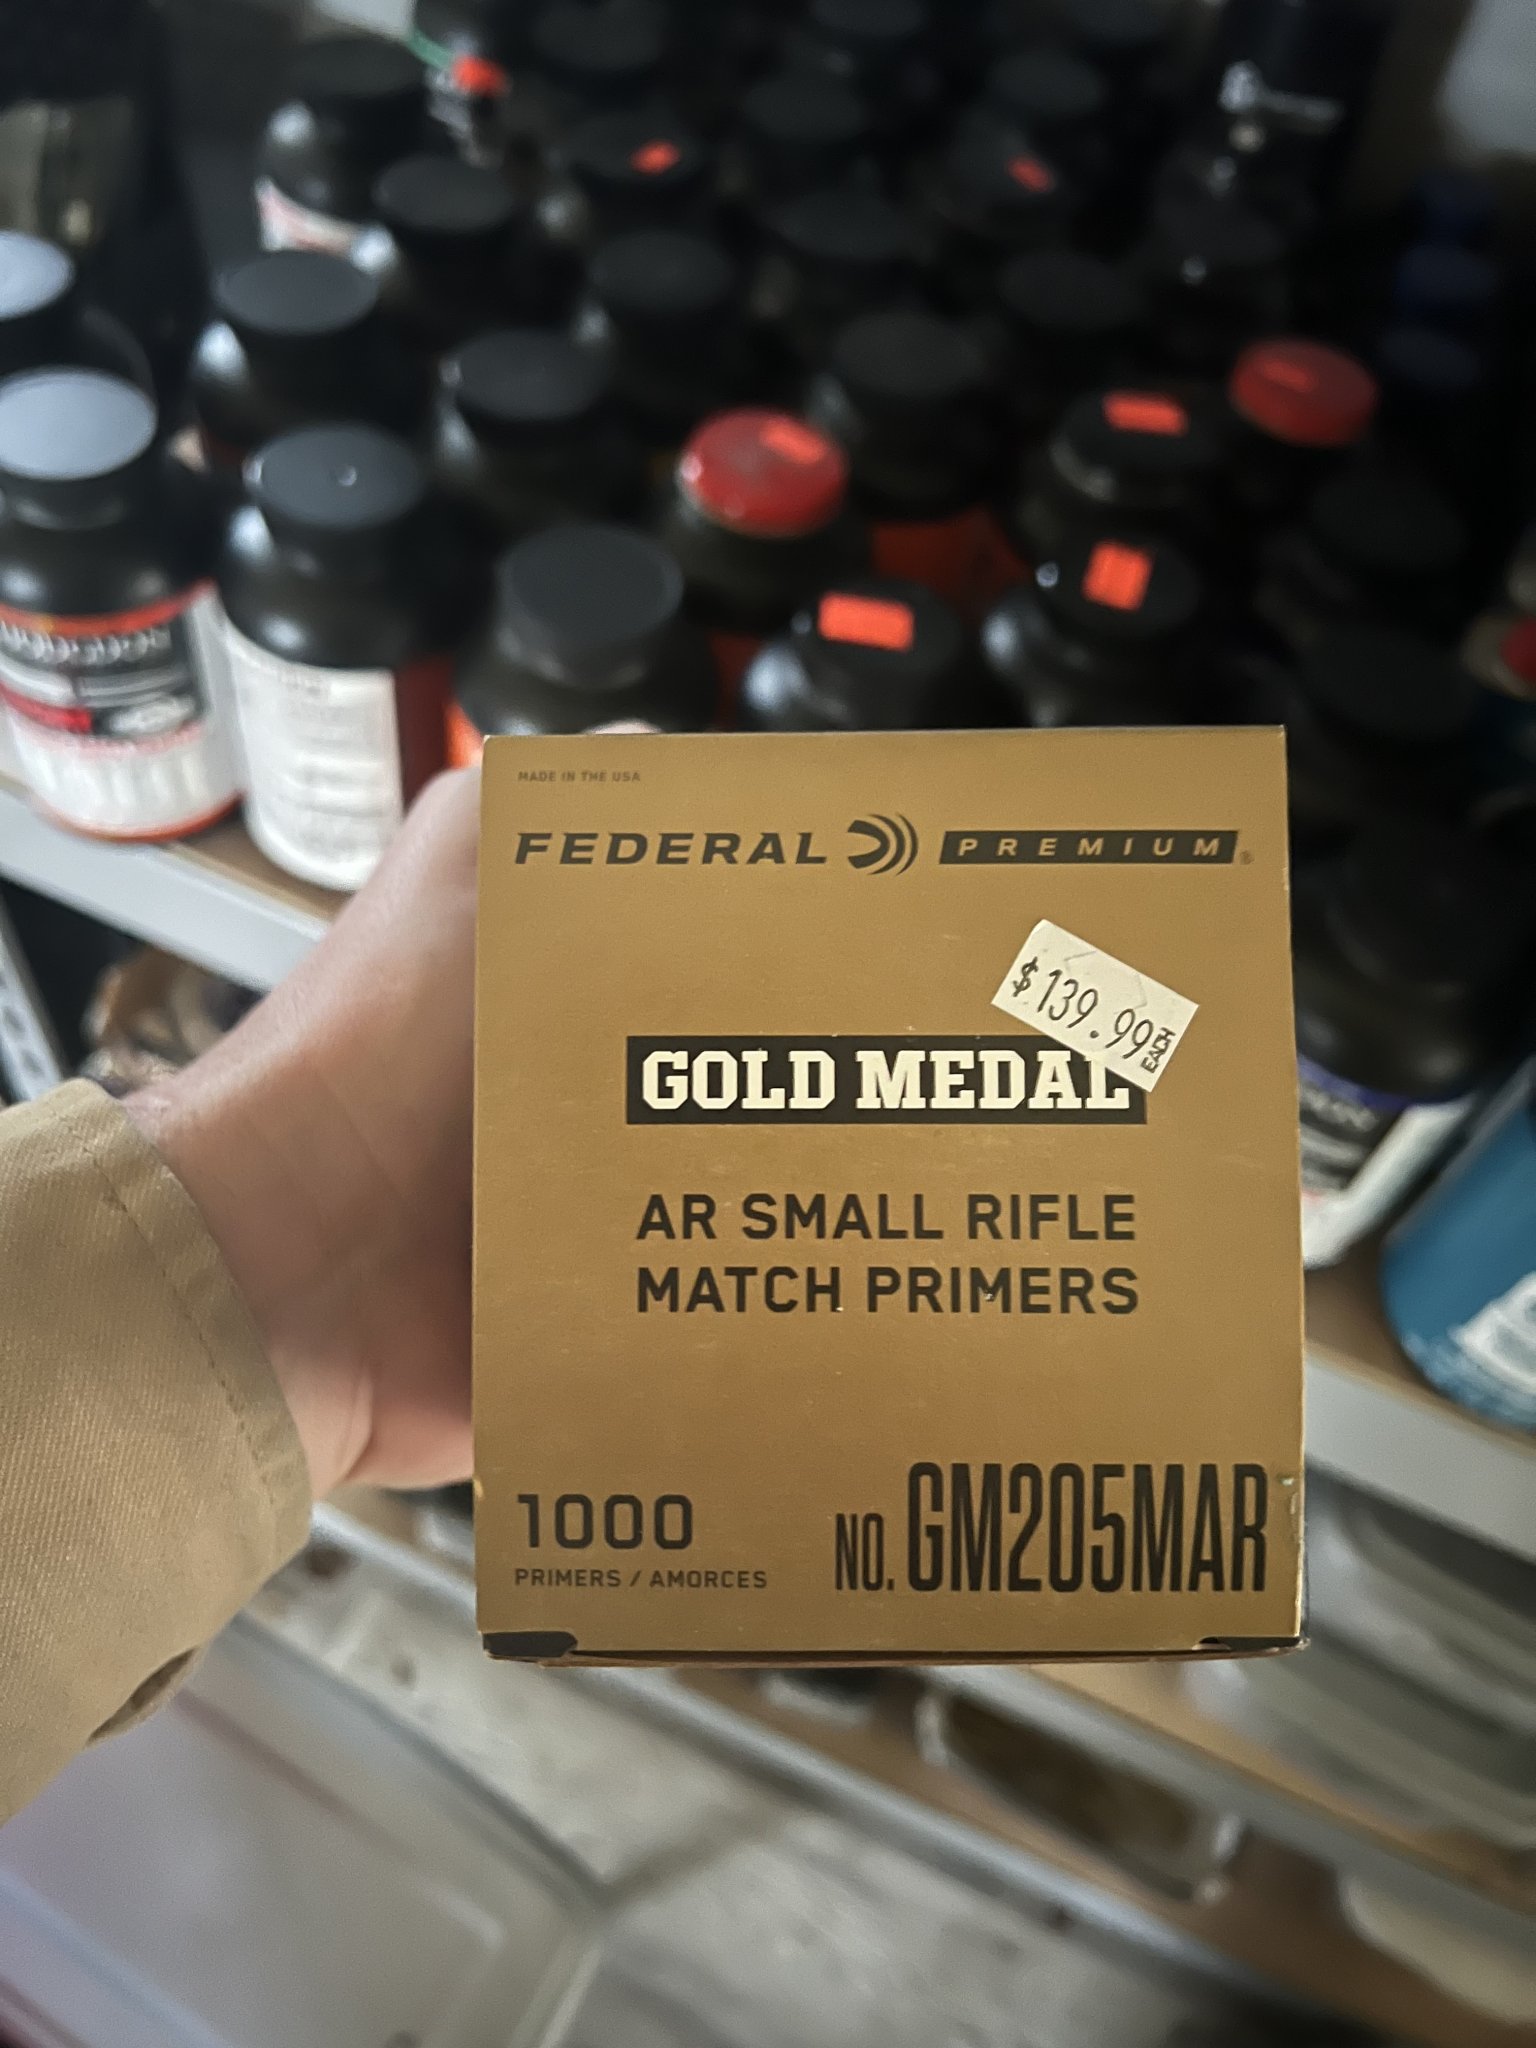 MADE IN THE USA
FEDERAL PREMIUM®
$139.99 EACH
GOLD MEDAL
AR SMALL RIFLE
MATCH PRIMERS
1000
PRIMERS / AMORCES
NO. GM205MAR